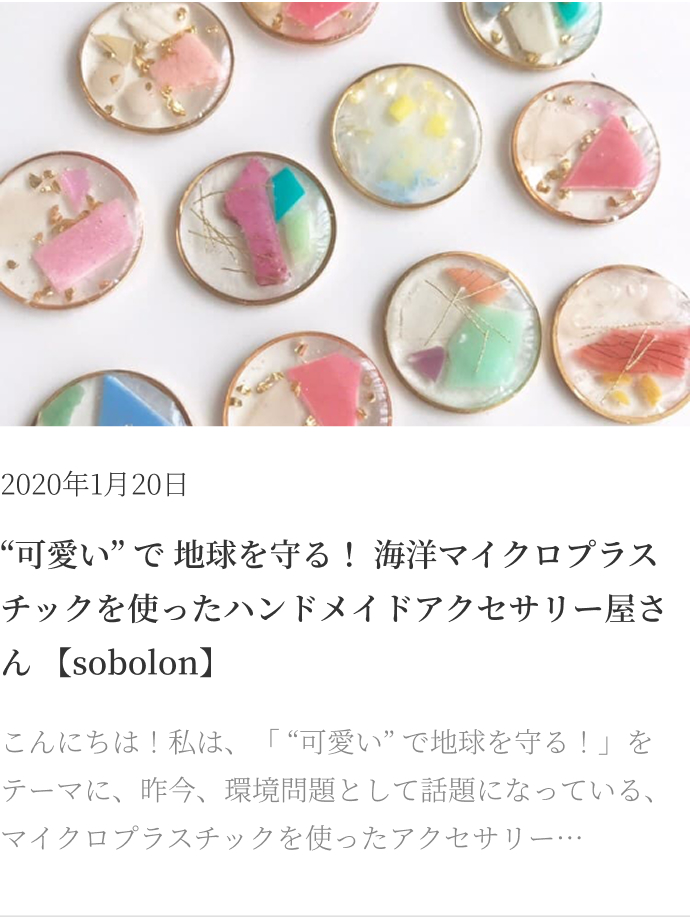 2020年1月20日
“可愛い” で 地球を守る！ 海洋マイクロプラス
チックを使ったハンドメイドアクセサリー屋さ
ん 【sobolon】
こんにちは！私は、「 “可愛い” で地球を守る！」を
テーマに、昨今、環境問題として話題になっている、
マイクロプラスチックを使ったアクセサリー…